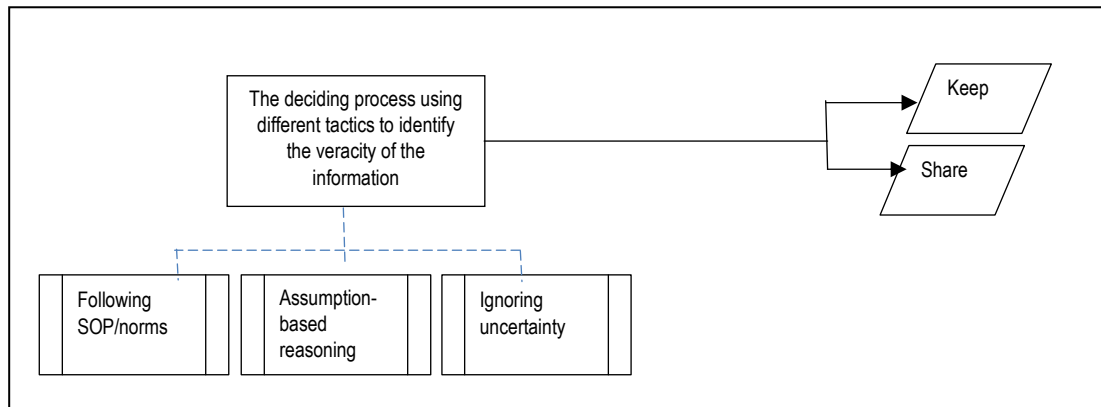 The deciding process using
different tactics to identify
the veracity of the
information
Keep
Share
Following
SOP/norms
Assumption-
based
reasoning
Ignoring
uncertainty